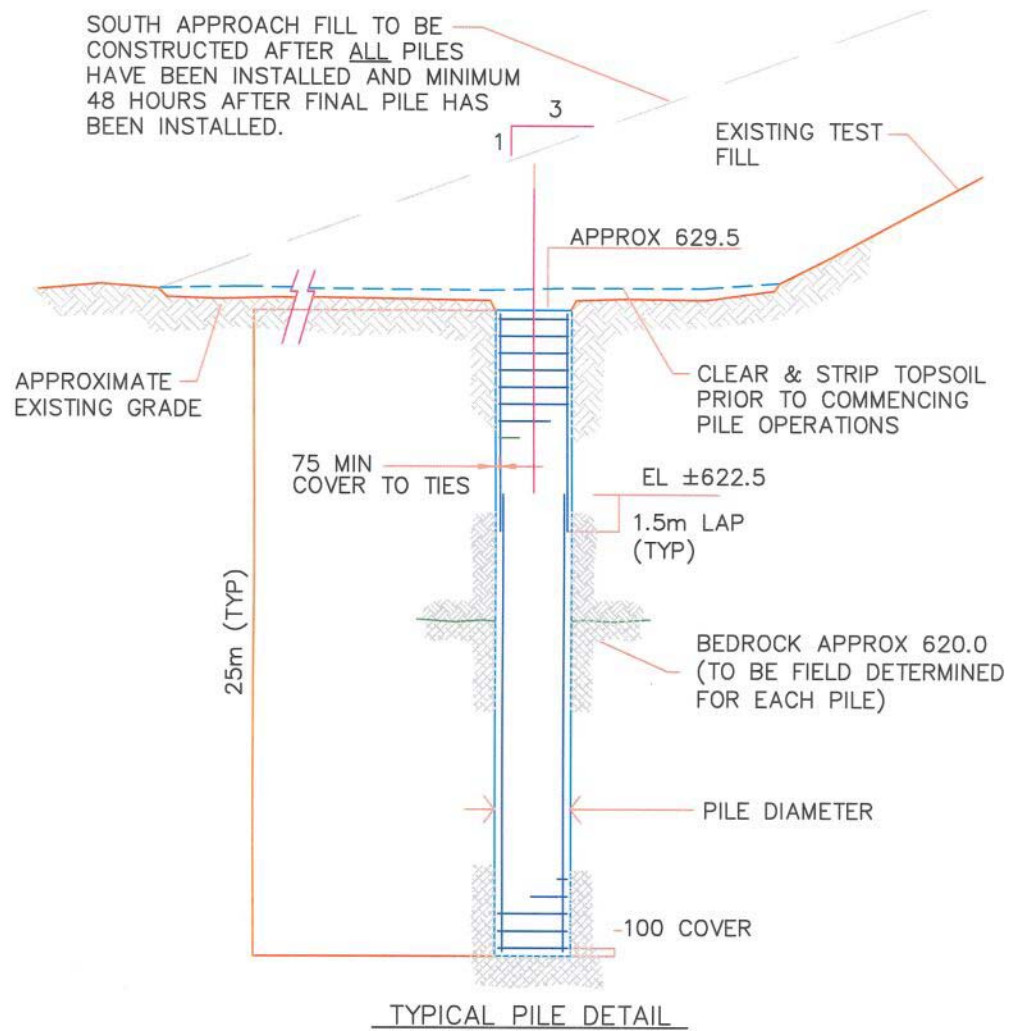 SOUTH APPROACH FILL TO BE
CONSTRUCTED AFTER ALL PILES
HAVE BEEN INSTALLED AND MINIMUM
48 HOURS AFTER FINAL PILE HAS
BEEN INSTALLED.
3
1
EXISTING TEST
FILL
APPROX 629.5
APPROXIMATE
EXISTING GRADE
CLEAR & STRIP TOPSOIL
PRIOR TO COMMENCING
PILE OPERATIONS
75 MIN
COVER TO TIES
EL ±622.5
1.5m LAP
(TYP)
25m (TYP)
BEDROCK APPROX 620.0
(TO BE FIELD DETERMINED
FOR EACH PILE)
PILE DIAMETER
100 COVER
TYPICAL PILE DETAIL